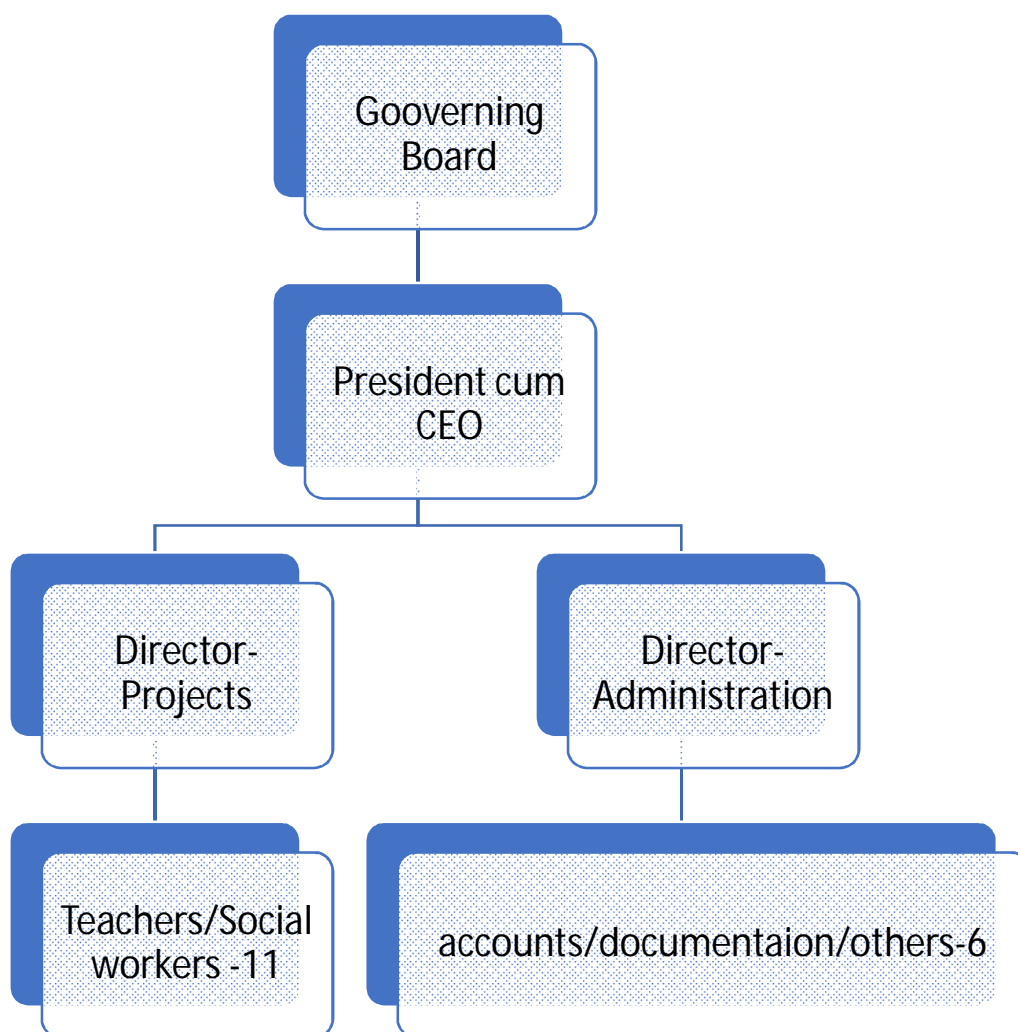 Gooverning
Board
President cum
CEO
Director-
Projects
Director-
Administration
Teachers/Social
workers -11
accounts/documentaion/others-6